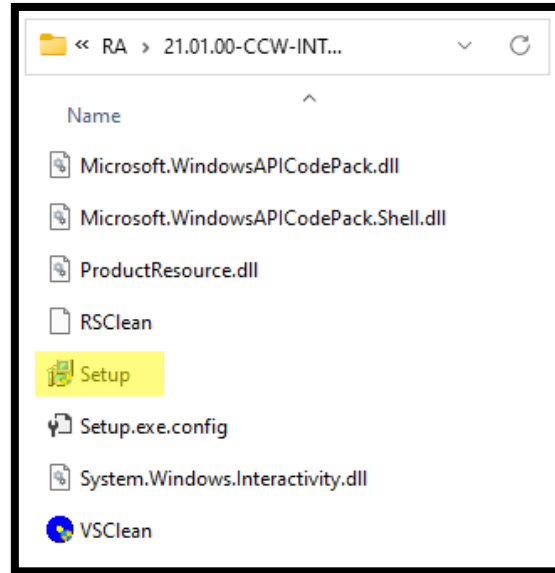 « RA > 21.01.00-CCW-INT...
Name
Microsoft.WindowsAPICodePack.dll
Microsoft.WindowsAPICodePack.Shell.dll
ProductResource.dll
RSClean
Setup
Setup.exe.config
System.Windows.Interactivity.dll
VSClean